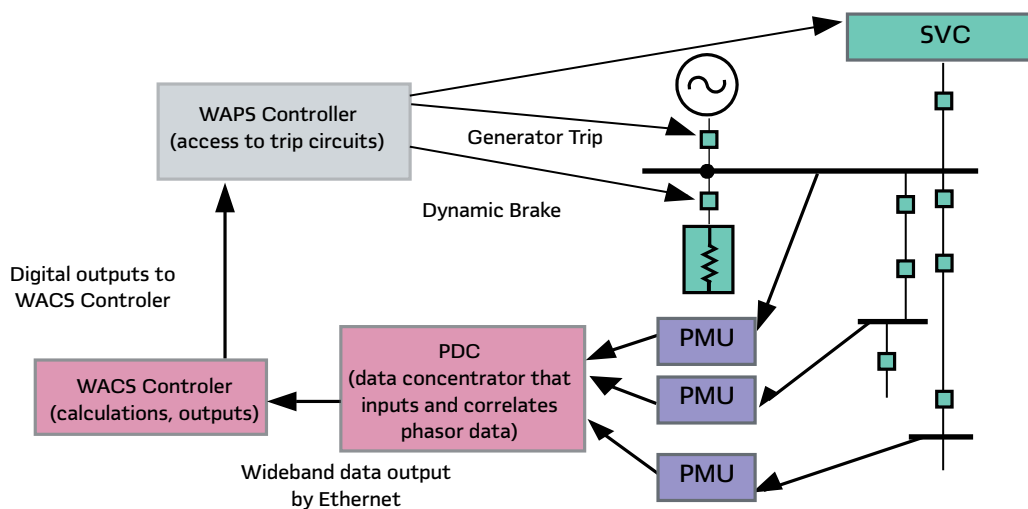 SVC
WAPS Controller
(access to trip circuits)
Generator Trip
Dynamic Brake
Digital outputs to
WACS Controler
PMU
PDC
(data concentrator that
inputs and correlates
phasor data)
WACS Controler
(calculations, outputs)
PMU
PMU
Wideband data output
by Ethernet